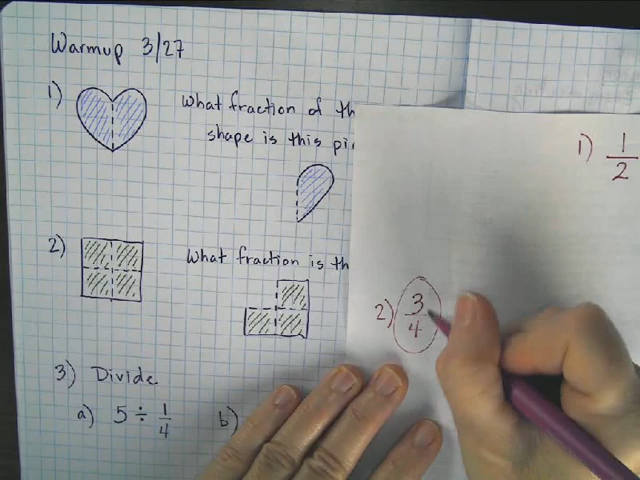 Warmup 3/27
1) What fraction of th
shape is this pi
1) 1/2
2) What fraction is th
2) 3/4
3) Divide
a) 5 ÷ 1/4 b)